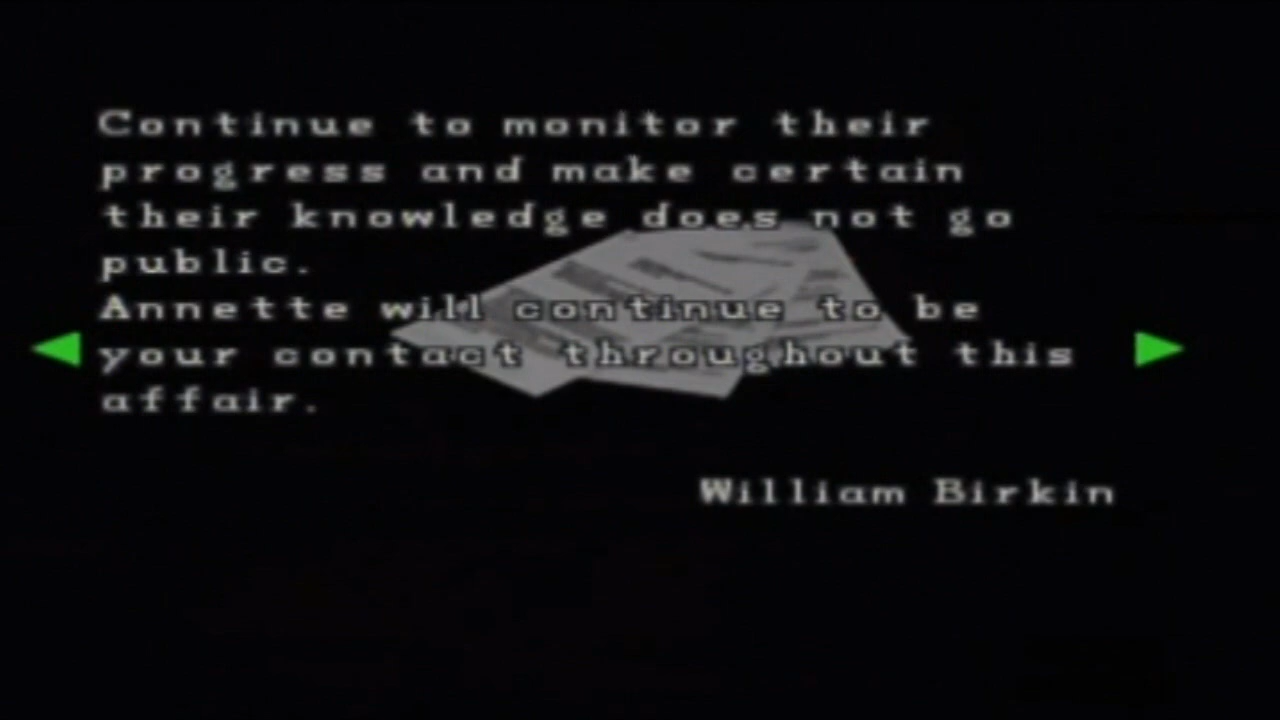 Continue to monitor their
progress and make certain
their knowledge does not go
public.
Annette will continue to be
your contact throughout this
affair.
William Birkin